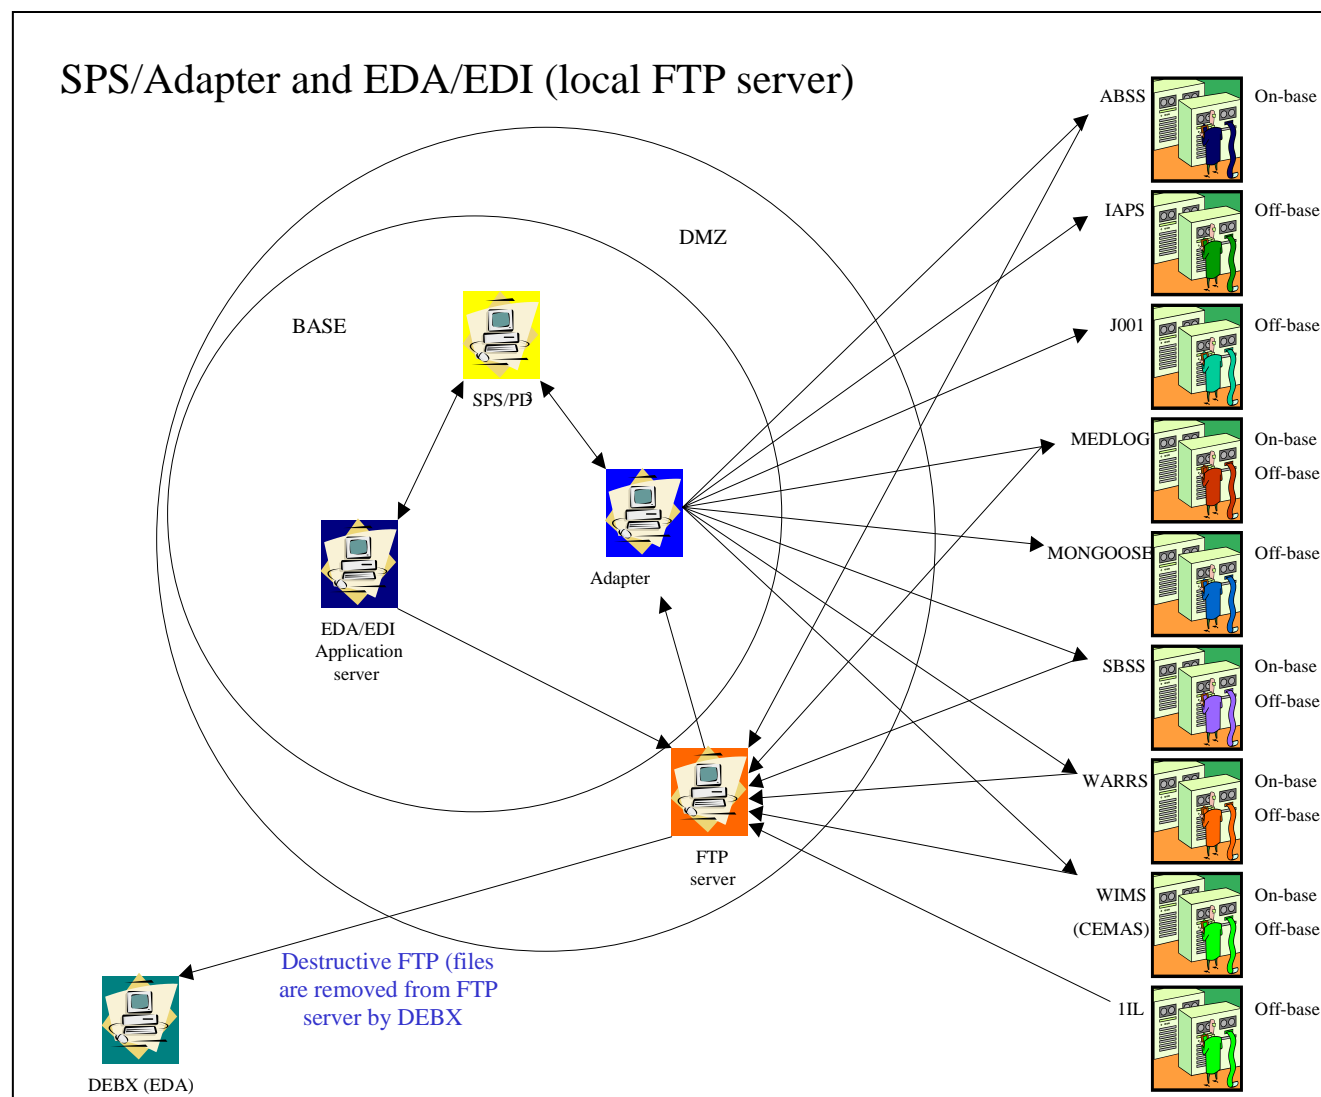 SPS/Adapter and EDA/EDI (local FTP server)
ABSS On-base
IAPS Off-base
DMZ
BASE
J001 Off-base
SPS/PD3
MEDLOG On-base
Off-base
MONGOOSE Off-base
Adapter
EDA/EDI
Application
server
SBSS On-base
Off-base
WARRS On-base
Off-base
FTP
server
WIMS On-base
(CEMAS) Off-base
Destructive FTP (files
are removed from FTP
server by DEBX
1IL Off-base
DEBX (EDA)